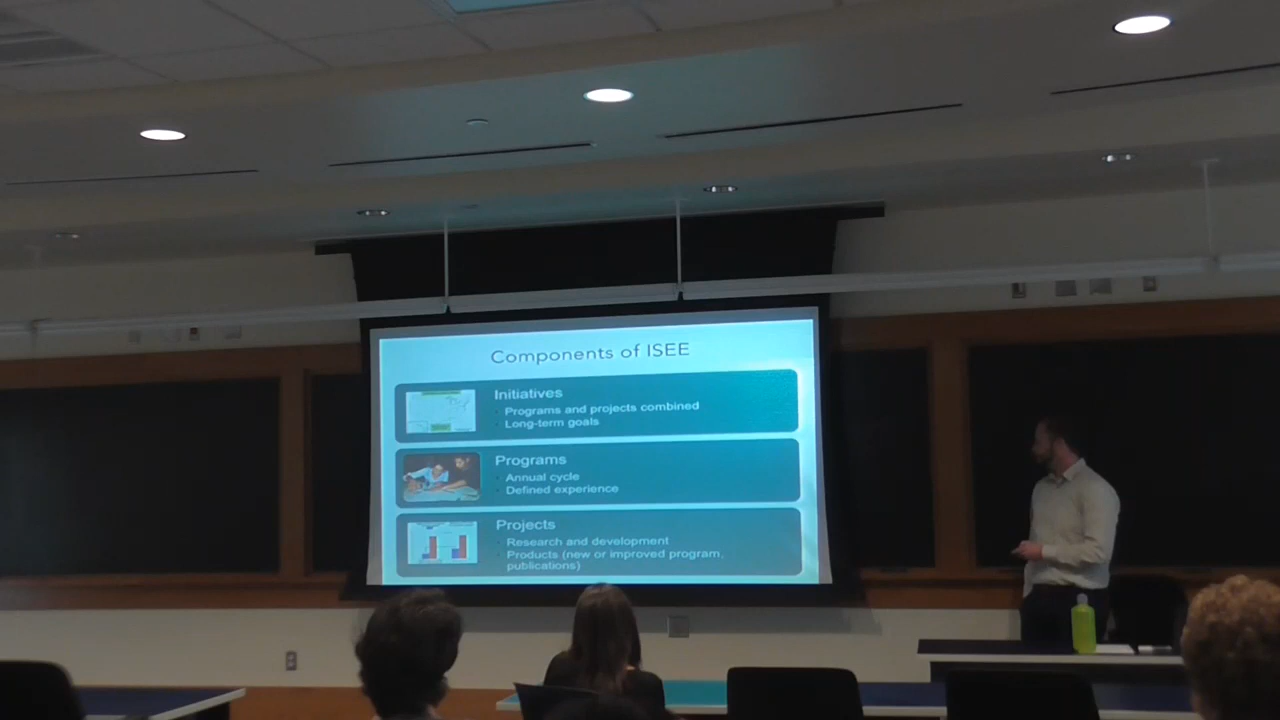 Components of ISEE
Initiatives
Programs and projects combined
Long-term goals
Programs
Annual cycle
Defined experience
Projects
Research and development
Products (new or improved program,
publications)